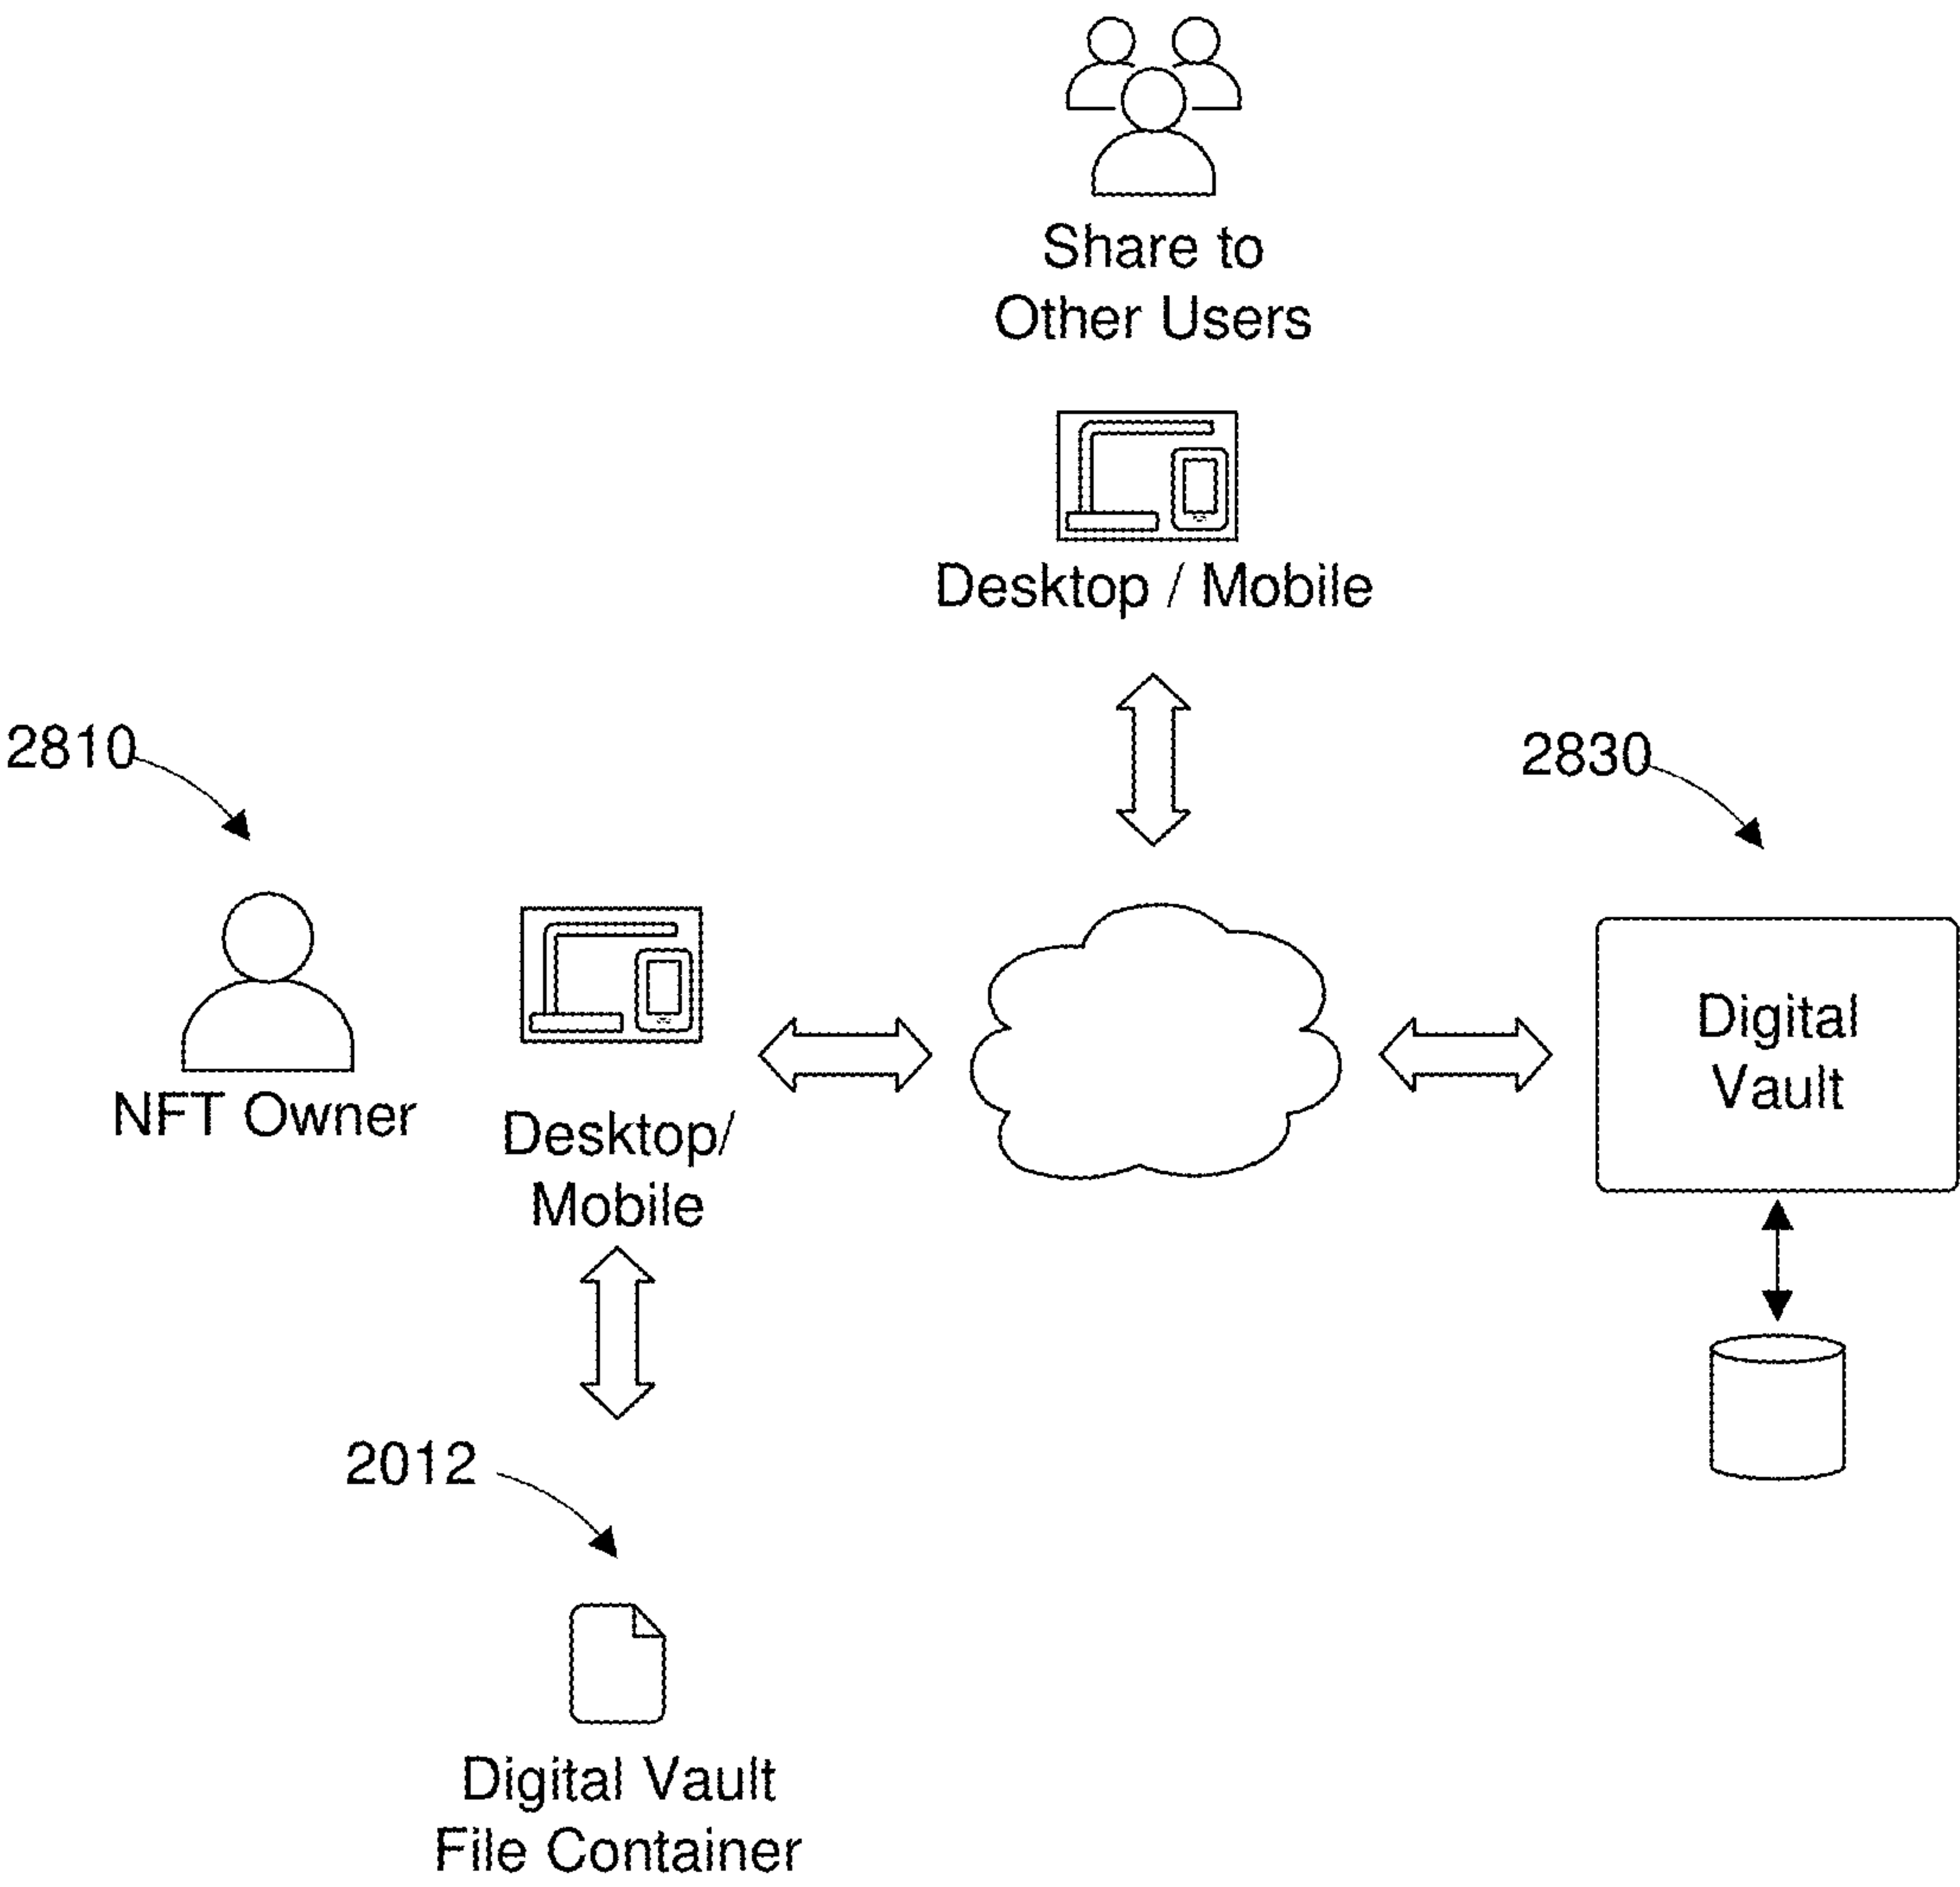 Share to
Other Users
Desktop / Mobile
2810
2830
NFT Owner
Desktop/
Mobile
Digital
Vault
2012
Digital Vault
File Container